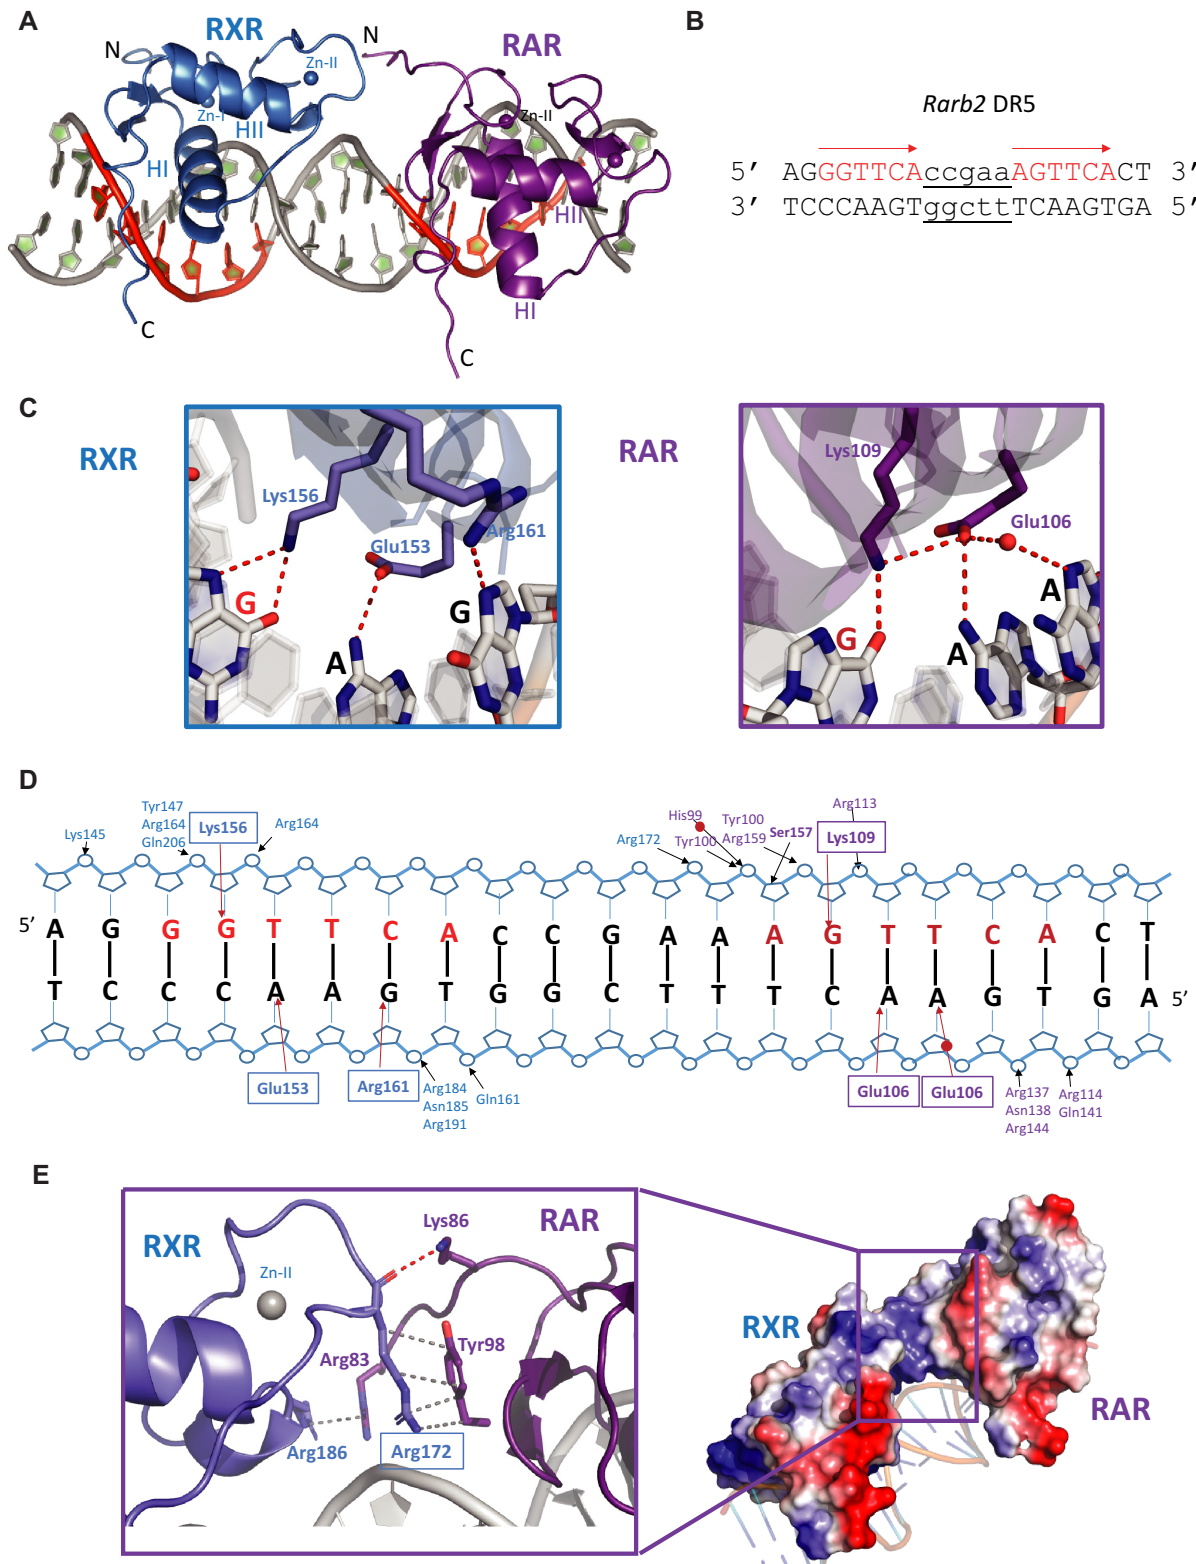 A
RXR
N
N
RAR
Zn-II
Zn-I
Zn-II
HII
HI
HII
HI
C
C
B
Rarb2 DR5
5’ AGGGTTCAccgaaAGTTCACT 3’
3’ TCCCAAGTggcttTCAAGTGA 5’
C
RXR
Lys156
Glu153
Arg161
G
A
G
RAR
Lys109
Glu106
G
A
A
D
Lys145
Tyr147
Arg164
Gln206
Lys156
Arg164
Arg172
His99
Tyr100
Tyr100
Arg159
Ser157
Arg113
Lys109
5’ A G G G T T C A C C G A A A G T T C A C T
T C C C A A G T G G C T T T C A A G T G A 5’
Glu153
Arg161
Arg184
Asn185
Arg191
Gln161
Glu106
Glu106
Arg137
Asn138
Arg144
Arg114
Gln141
E
RXR
Zn-II
Lys86
RAR
Arg83
Tyr98
Arg186
Arg172
RXR
RAR